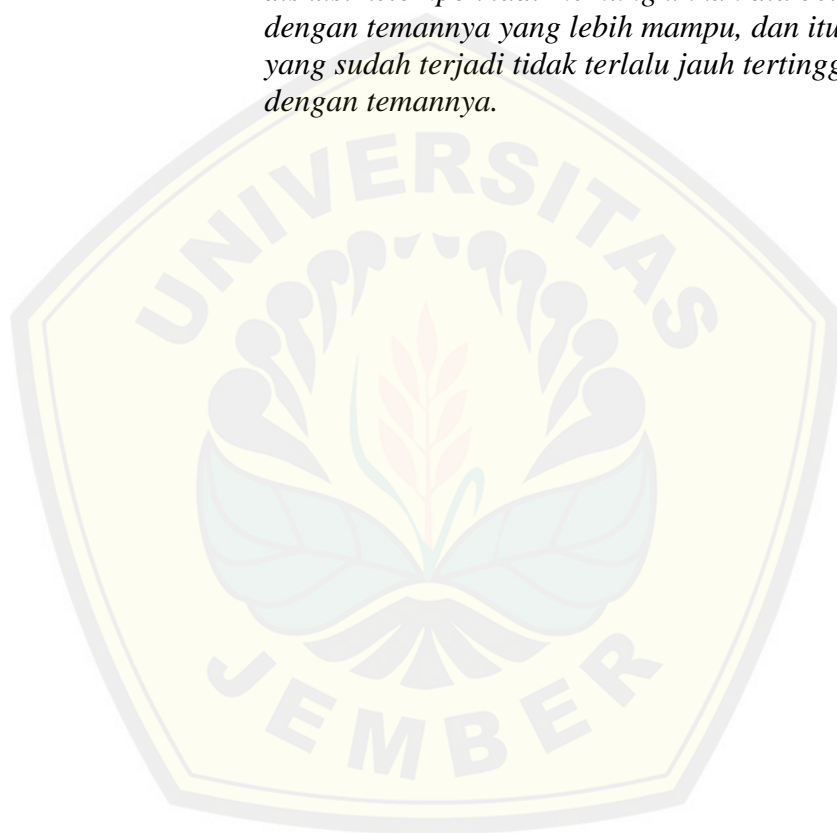 dengan temannya yang lebih mampu, dan itu
yang sudah terjadi tidak terlalu jauh
dengan temannya.
UNIVERSITAS
JEMBER